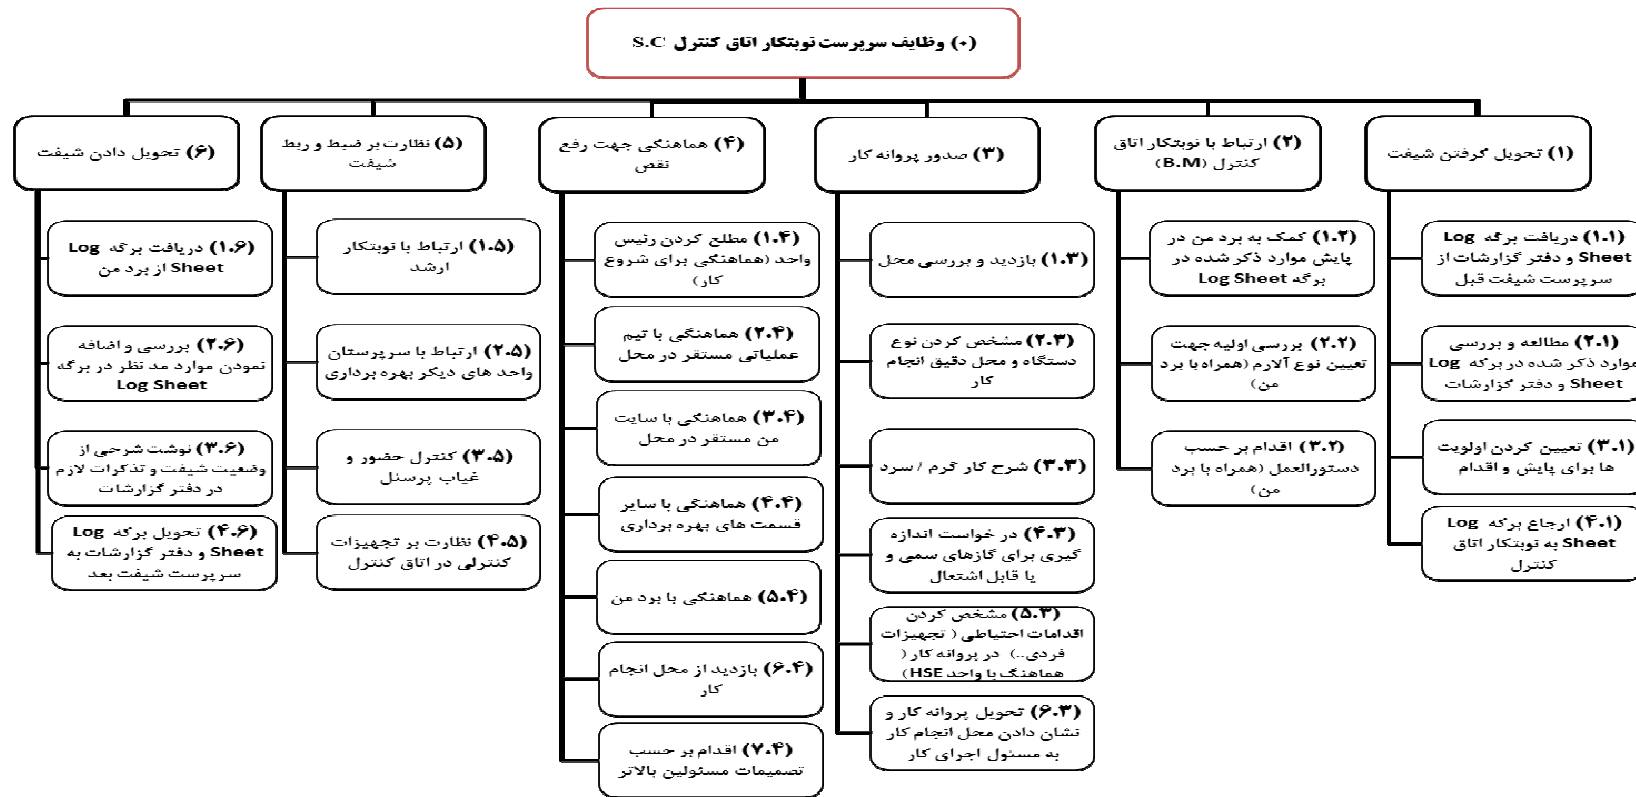 (۰) وظایف سرپرست نوبتکار اتاق کنترل S.C
(۱) تحویل گرفتن شیفت
(۱.۱) دریافت برگه Log
Sheet و دفتر گزارشات از
سرپرست شیفت قبل
(۲.۱) مطالعه و بررسی
موارد ذکر شده در برگه Log
Sheet و دفتر گزارشات
(۳.۱) تعیین کردن اولویت
ها برای پایش و اقدام
(۴.۱) ارجاع برگه Log
Sheet به نوبتکار اتاق
کنترل
(۲) ارتباط با نوبتکار اتاق
کنترل (B.M)
(۱.۲) کمک به برد من در
پایش موارد ذکر شده در
برگه Log Sheet
(۲.۲) بررسی اولیه جهت
تعیین نوع آلارم (همراه با برد
من)
(۳.۲) اقدام بر حسب
دستورالعمل (همراه با برد
من)
(۳) صدور پروانه کار
(۱.۳) بازدید و بررسی محل
(۲.۳) مشخص کردن نوع
دستگاه و محل دقیق انجام
کار
(۳.۳) شرح کار گرم / سرد
(۴.۳) در خواست اندازه
گیری برای گازهای سمی و
یا قابل اشتعال
(۵.۳) مشخص کردن
اقدامات احتیاطی ( تجهیزات
فردی..) در پروانه کار (
هماهنگ با واحد HSE)
(۶.۳) تحویل پروانه کار و
نشان دادن محل انجام کار
به مسئول اجرای کار
(۴) هماهنگی جهت رفع
نقص
(۱.۴) مطلع کردن رئیس
واحد (هماهنگی برای شروع
کار)
(۲.۴) هماهنگی با تیم
عملیاتی مستقر در محل
(۳.۴) هماهنگی با سایت
من مستقر در محل
(۴.۴) هماهنگی با سایر
قسمت های بهره برداری
(۵.۴) هماهنگی با برد من
(۶.۴) بازدید از محل انجام
کار
(۷.۴) اقدام بر حسب
تصمیمات مسئولین بالاتر
(۵) نظارت بر ضبط و ربط
شیفت
(۱.۵) ارتباط با نوبتکار
ارشد
(۲.۵) ارتباط با سرپرستان
واحد های دیگر بهره برداری
(۳.۵) کنترل حضور و
غیاب پرسنل
(۴.۵) نظارت بر تجهیزات
کنترلی در اتاق کنترل
(۶) تحویل دادن شیفت
(۱.۶) دریافت برگه Log
Sheet از برد من
(۲.۶) بررسی و اضافه
نمودن موارد مد نظر در برگه
Log Sheet
(۳.۶) نوشت شرحی از
وضعیت شیفت و تذکرات لازم
در دفتر گزارشات
(۴.۶) تحویل برگه Log
Sheet و دفتر گزارشات به
سرپرست شیفت بعد